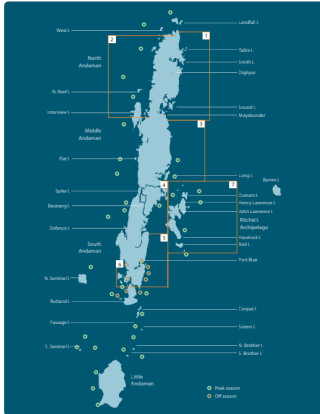 Landfall I.
West I.
1
2
North
Andaman
Table I.
Smith I.
Diglipur
N. Reef I.
Interview I.
Sound I.
Mayabunder
3
Middle
Andaman
Flat I.
Long I.
4
7
Barren I.
Spike I.
Outram I.
Henry Lawrence I.
Baratang I.
John Lawrence I.
Ritchie's
Archipelago
Defence I.
Havelock I.
5
Neil I.
South
Andaman
6
Port Blair
N. Sentinel I.
Rutland I.
Cinque I.
Passage I.
Sisters I.
S. Sentinel I.
N. Brother I.
S. Brother I.
Little
Andaman
Peak season
Off season